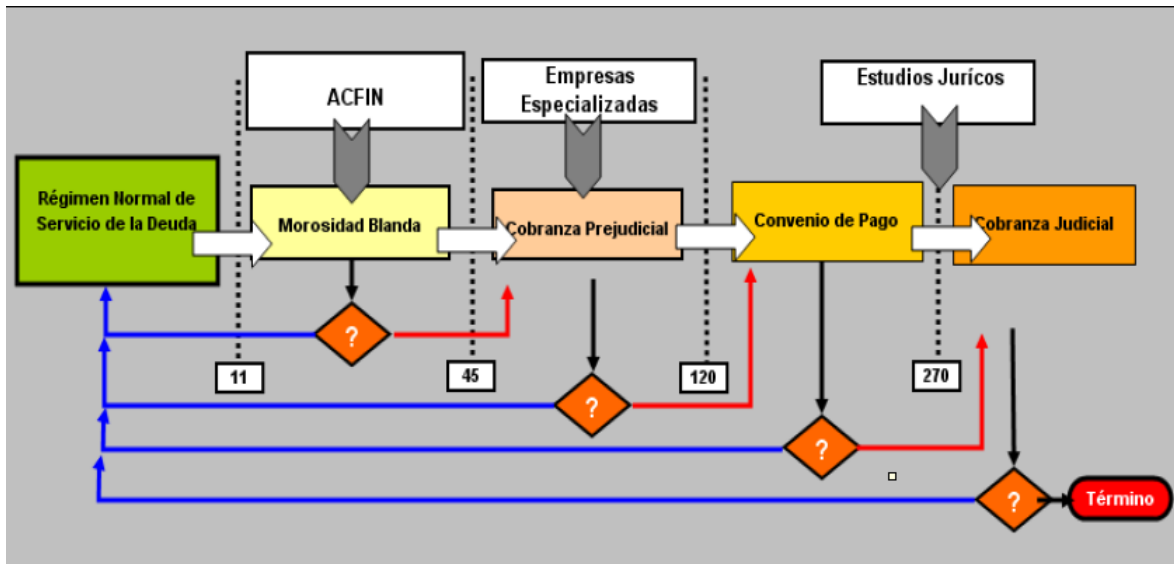 ACFIN
Empresas
Especializadas
Estudios Jurícos
Régimen Normal de
Servicio de la Deuda
Morosidad Blanda
Cobranza Prejudicial
Convenio de Pago
Cobranza Judicial
?
11
45
120
270
?
?
?
Término